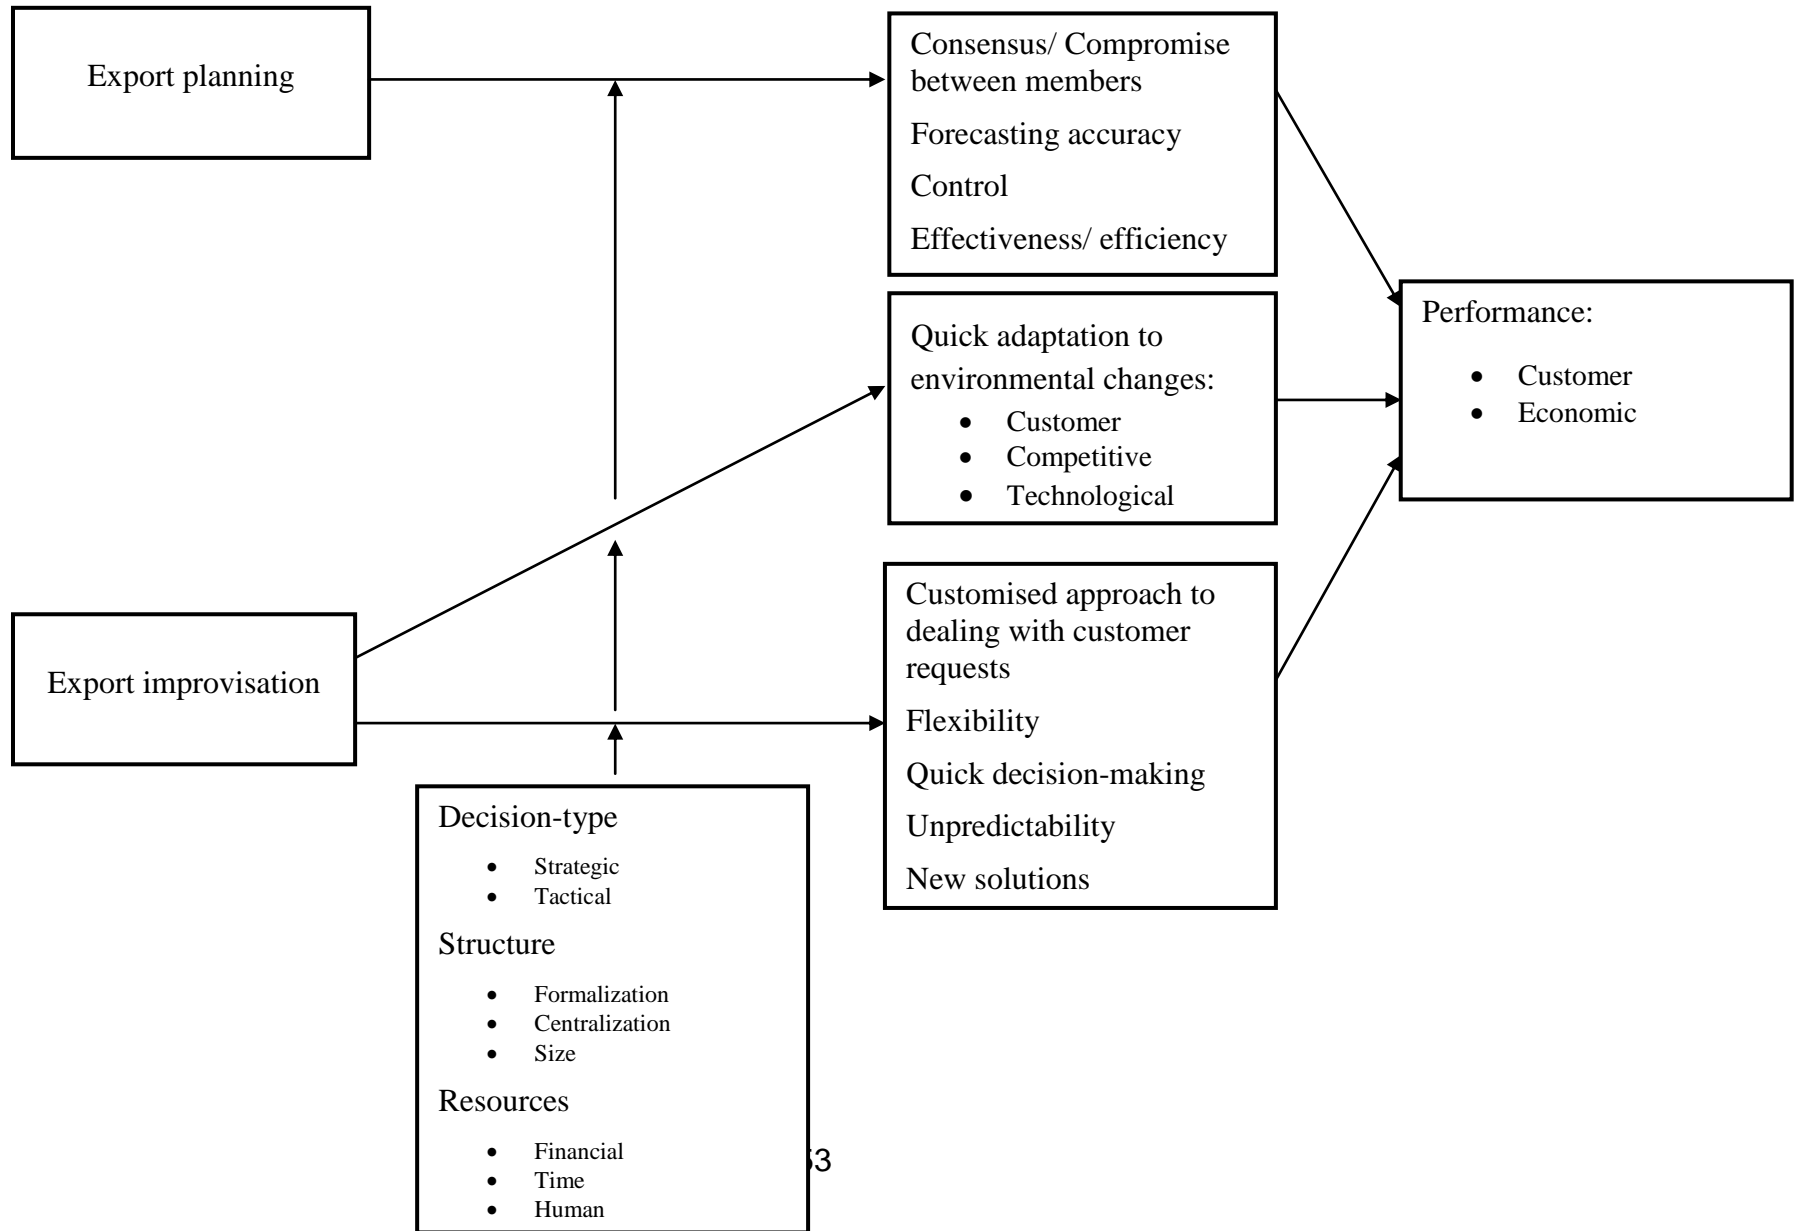 Export planning
Consensus/ Compromise
between members
Forecasting accuracy
Control
Effectiveness/ efficiency
Quick adaptation to
environmental changes:
• Customer
• Competitive
• Technological
Performance:
• Customer
• Economic
Export improvisation
Customised approach to
dealing with customer
requests
Flexibility
Quick decision-making
Unpredictability
New solutions
Decision-type
• Strategic
• Tactical
Structure
• Formalization
• Centralization
• Size
Resources
• Financial
• Time
• Human